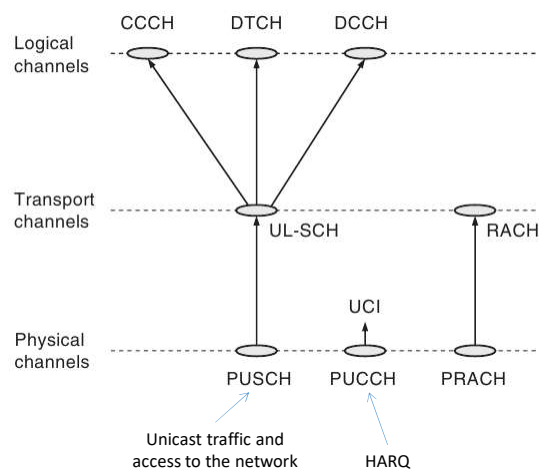 CCCH DTCH DCCH
Logical
channels
Transport
channels
UL-SCH RACH
UCI
Physical
channels
PUSCH PUCCH PRACH
Unicast traffic and
access to the network
HARQ